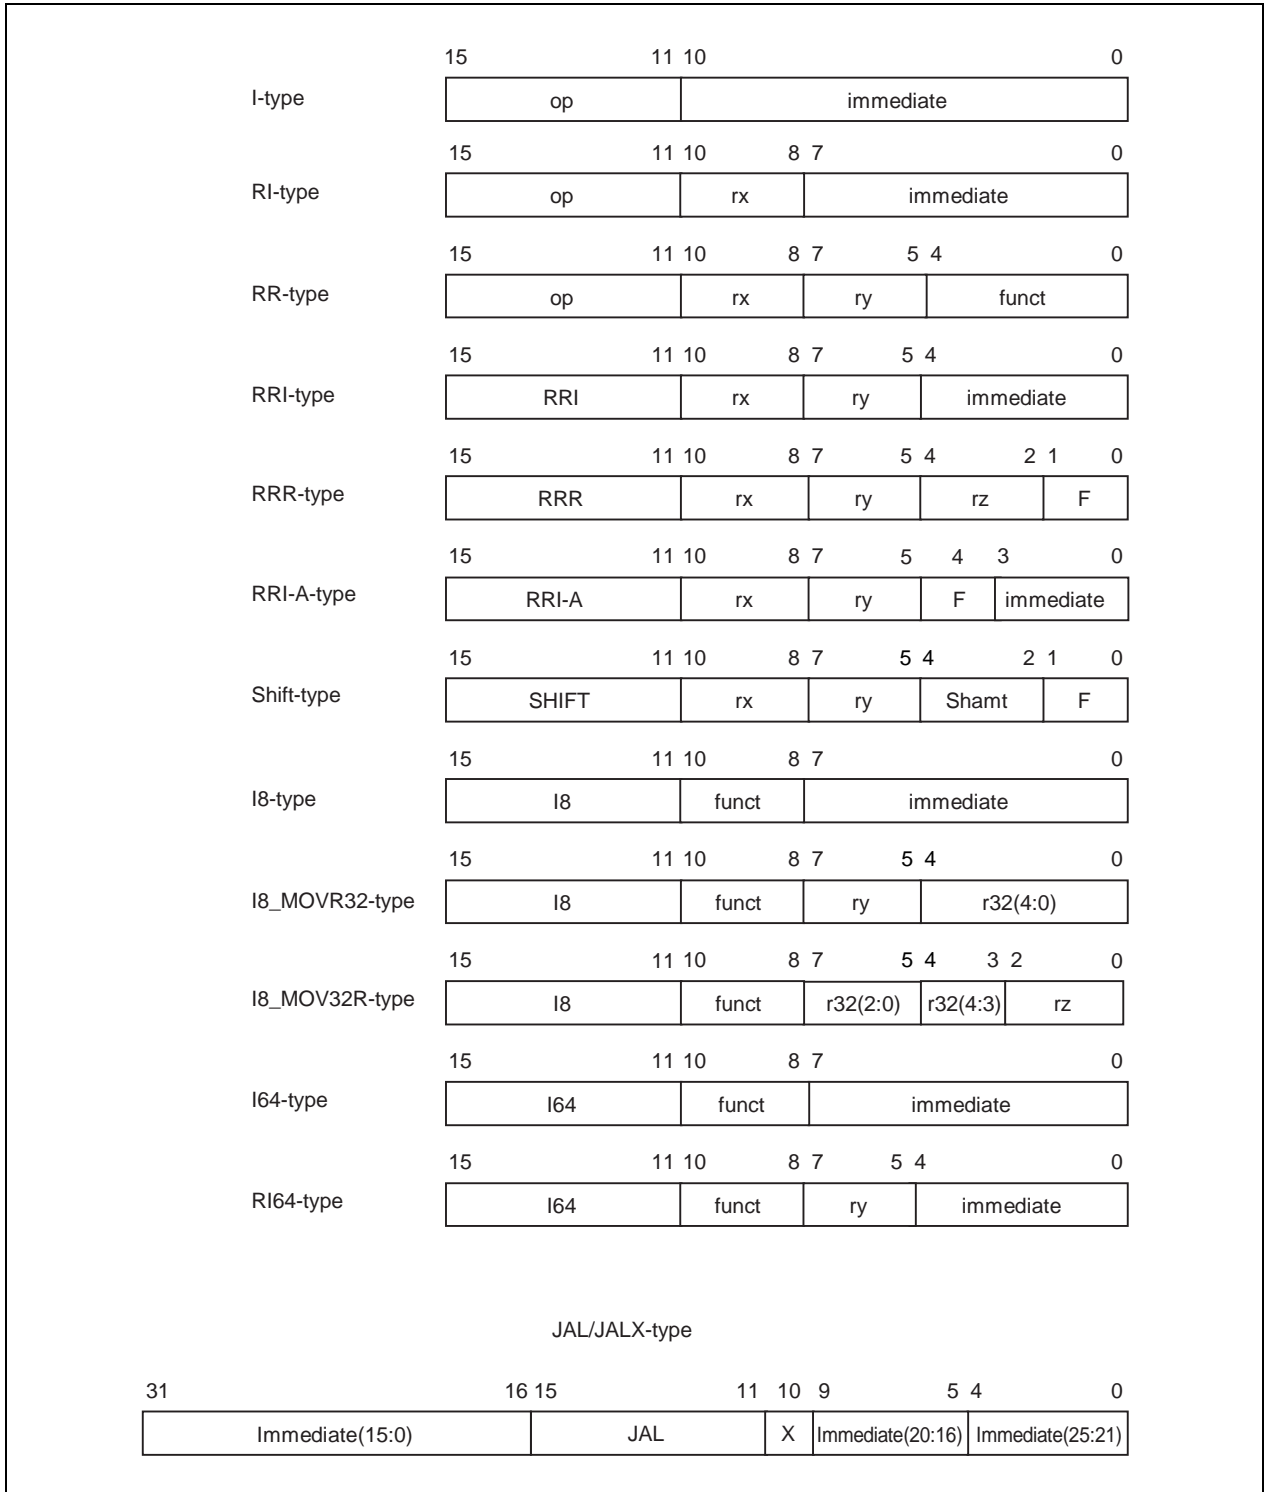 15 11 10 0
I-type op immediate
15 11 10 8 7 0
RI-type op rx immediate
15 11 10 8 7 5 4 0
RR-type op rx ry funct
15 11 10 8 7 5 4 0
RRI-type RRI rx ry immediate
15 11 10 8 7 5 4 2 1 0
RRR-type RRR rx ry rz F
15 11 10 8 7 5 4 3 0
RRI-A-type RRI-A rx ry F immediate
15 11 10 8 7 5 4 2 1 0
Shift-type SHIFT rx ry Shamt F
15 11 10 8 7 0
I8-type I8 funct immediate
15 11 10 8 7 5 4 0
I8_MOVR32-type I8 funct ry r32(4:0)
15 11 10 8 7 5 4 3 2 0
I8_MOV32R-type I8 funct r32(2:0) r32(4:3) rz
15 11 10 8 7 0
I64-type I64 funct immediate
15 11 10 8 7 5 4 0
RI64-type I64 funct ry immediate
JAL/JALX-type
31 16 15 11 10 9 5 4 0
Immediate(15:0) JAL X Immediate(20:16) Immediate(25:21)